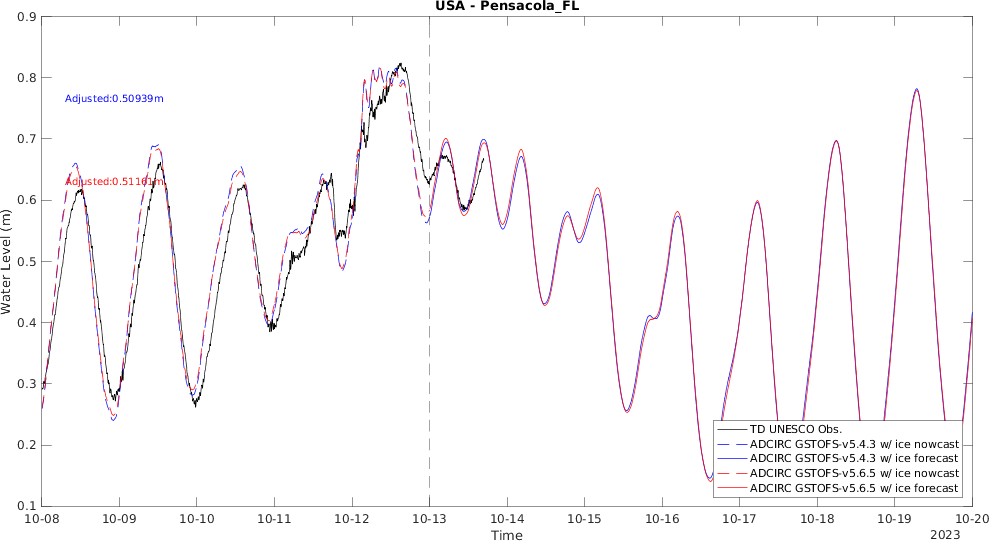 USA - Pensacola_FL
0.9
0.8
Adjusted:0.50939m
0.7
Adjusted:0.51161m
0.6
0.5
Water Level (m)
0.4
0.3
0.2
0.1
TD UNESCO Obs.
ADCIRC GSTOFS-v5.4.3 w/ ice nowcast
ADCIRC GSTOFS-v5.4.3 w/ ice forecast
ADCIRC GSTOFS-v5.6.5 w/ ice nowcast
ADCIRC GSTOFS-v5.6.5 w/ ice forecast
10-08 10-09 10-10 10-11 10-12 10-13 10-14 10-15 10-16 10-17 10-18 10-19 10-20
Time
2023